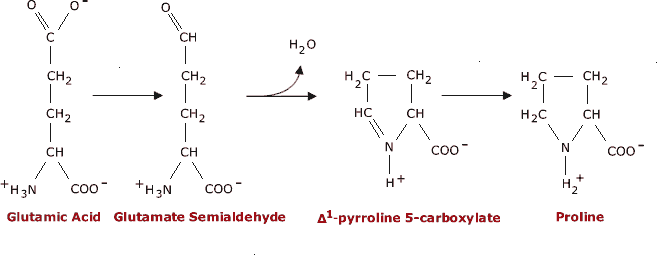 O O⁻ O
C CH H₂O
CH₂ CH₂ H₂C CH₂ H₂C CH₂
CH₂ CH₂ HC CH H₂C CH
CH CH N COO⁻ N COO⁻
⁺H₃N COO⁻ ⁺H₃N COO⁻ H⁺ H₂⁺
Glutamic Acid Glutamate Semialdehyde Δ¹-pyrroline 5-carboxylate Proline